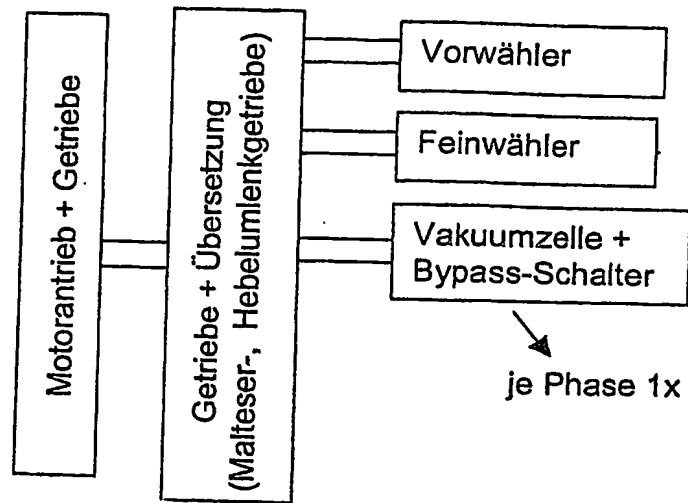 Motorantrieb + Getriebe
Getriebe + Übersetzung
(Malteser-, Hebelumlenkgetriebe)
Vorwähler
Feinwähler
Vakuumzelle +
Bypass-Schalter
je Phase 1x